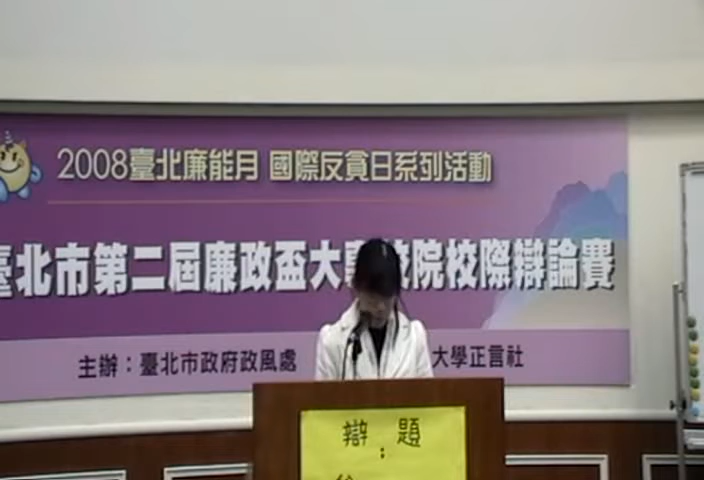 2008臺北廉能月 國際反貪日系列活動
臺北市第二屆廉政盃大專校院校際辯論賽
主辦：臺北市政府政風處
大學正言社
辯題：